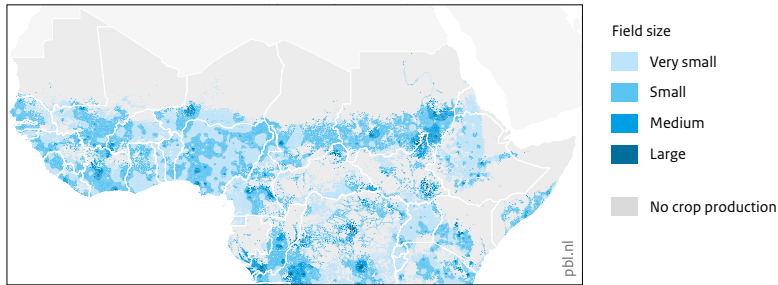 Field size
Very small
Small
Medium
Large
No crop production
pbl.nl